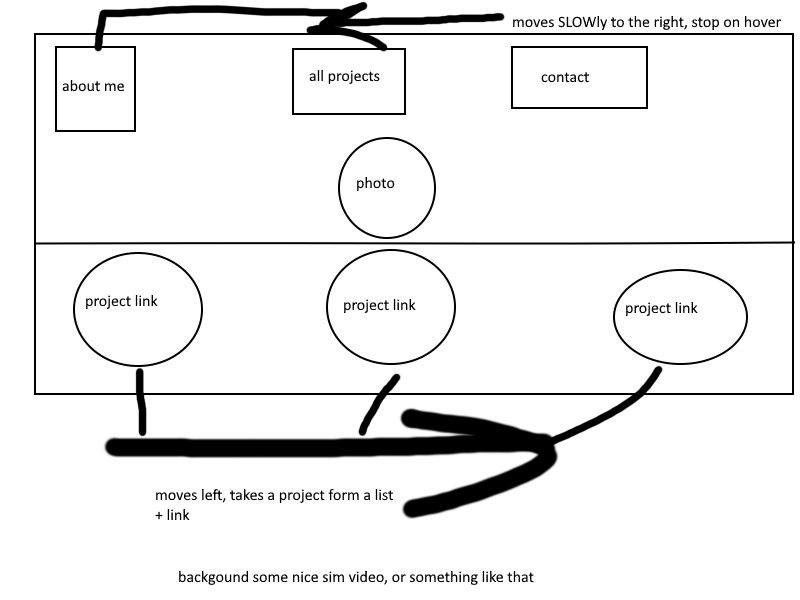 moves SLOWly to the right, stop on hover
about me
all projects
contact
photo
project link
project link
project link
moves left, takes a project form a list
+ link
backgound some nice sim video, or something like that